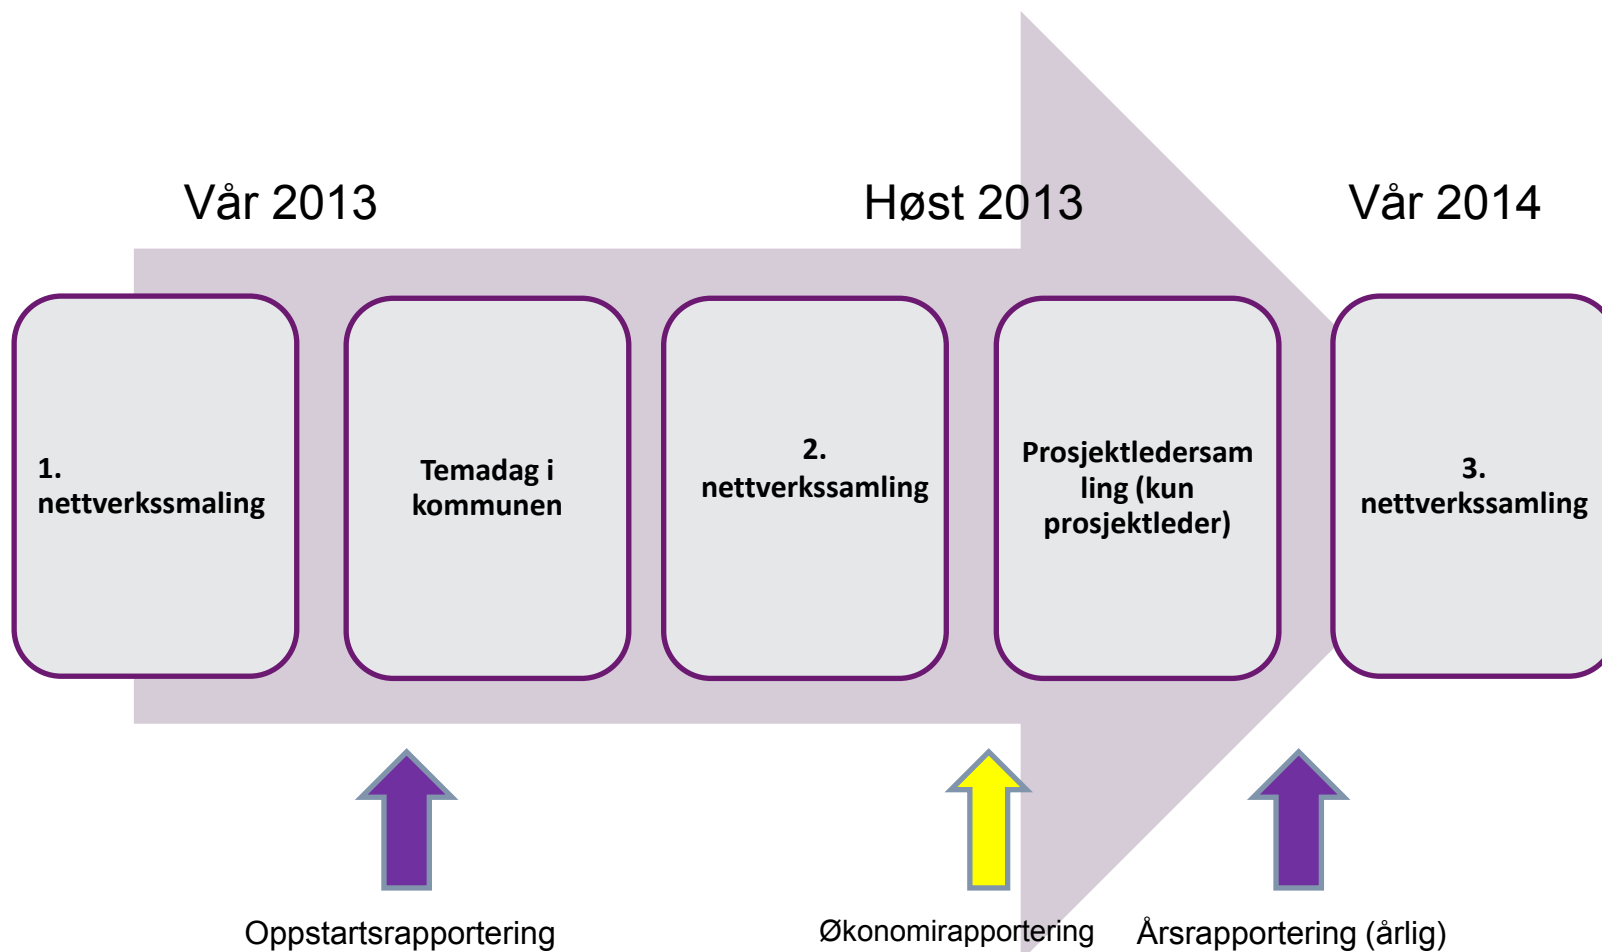 Vår 2013
Høst 2013
Vår 2014
1.
nettverkssmaling
Temadag i
kommunen
2.
nettverkssamling
Prosjektledersam
ling (kun
prosjektleder)
3.
nettverkssamling
Oppstartsrapportering
Økonomirapportering
Årsrapportering (årlig)